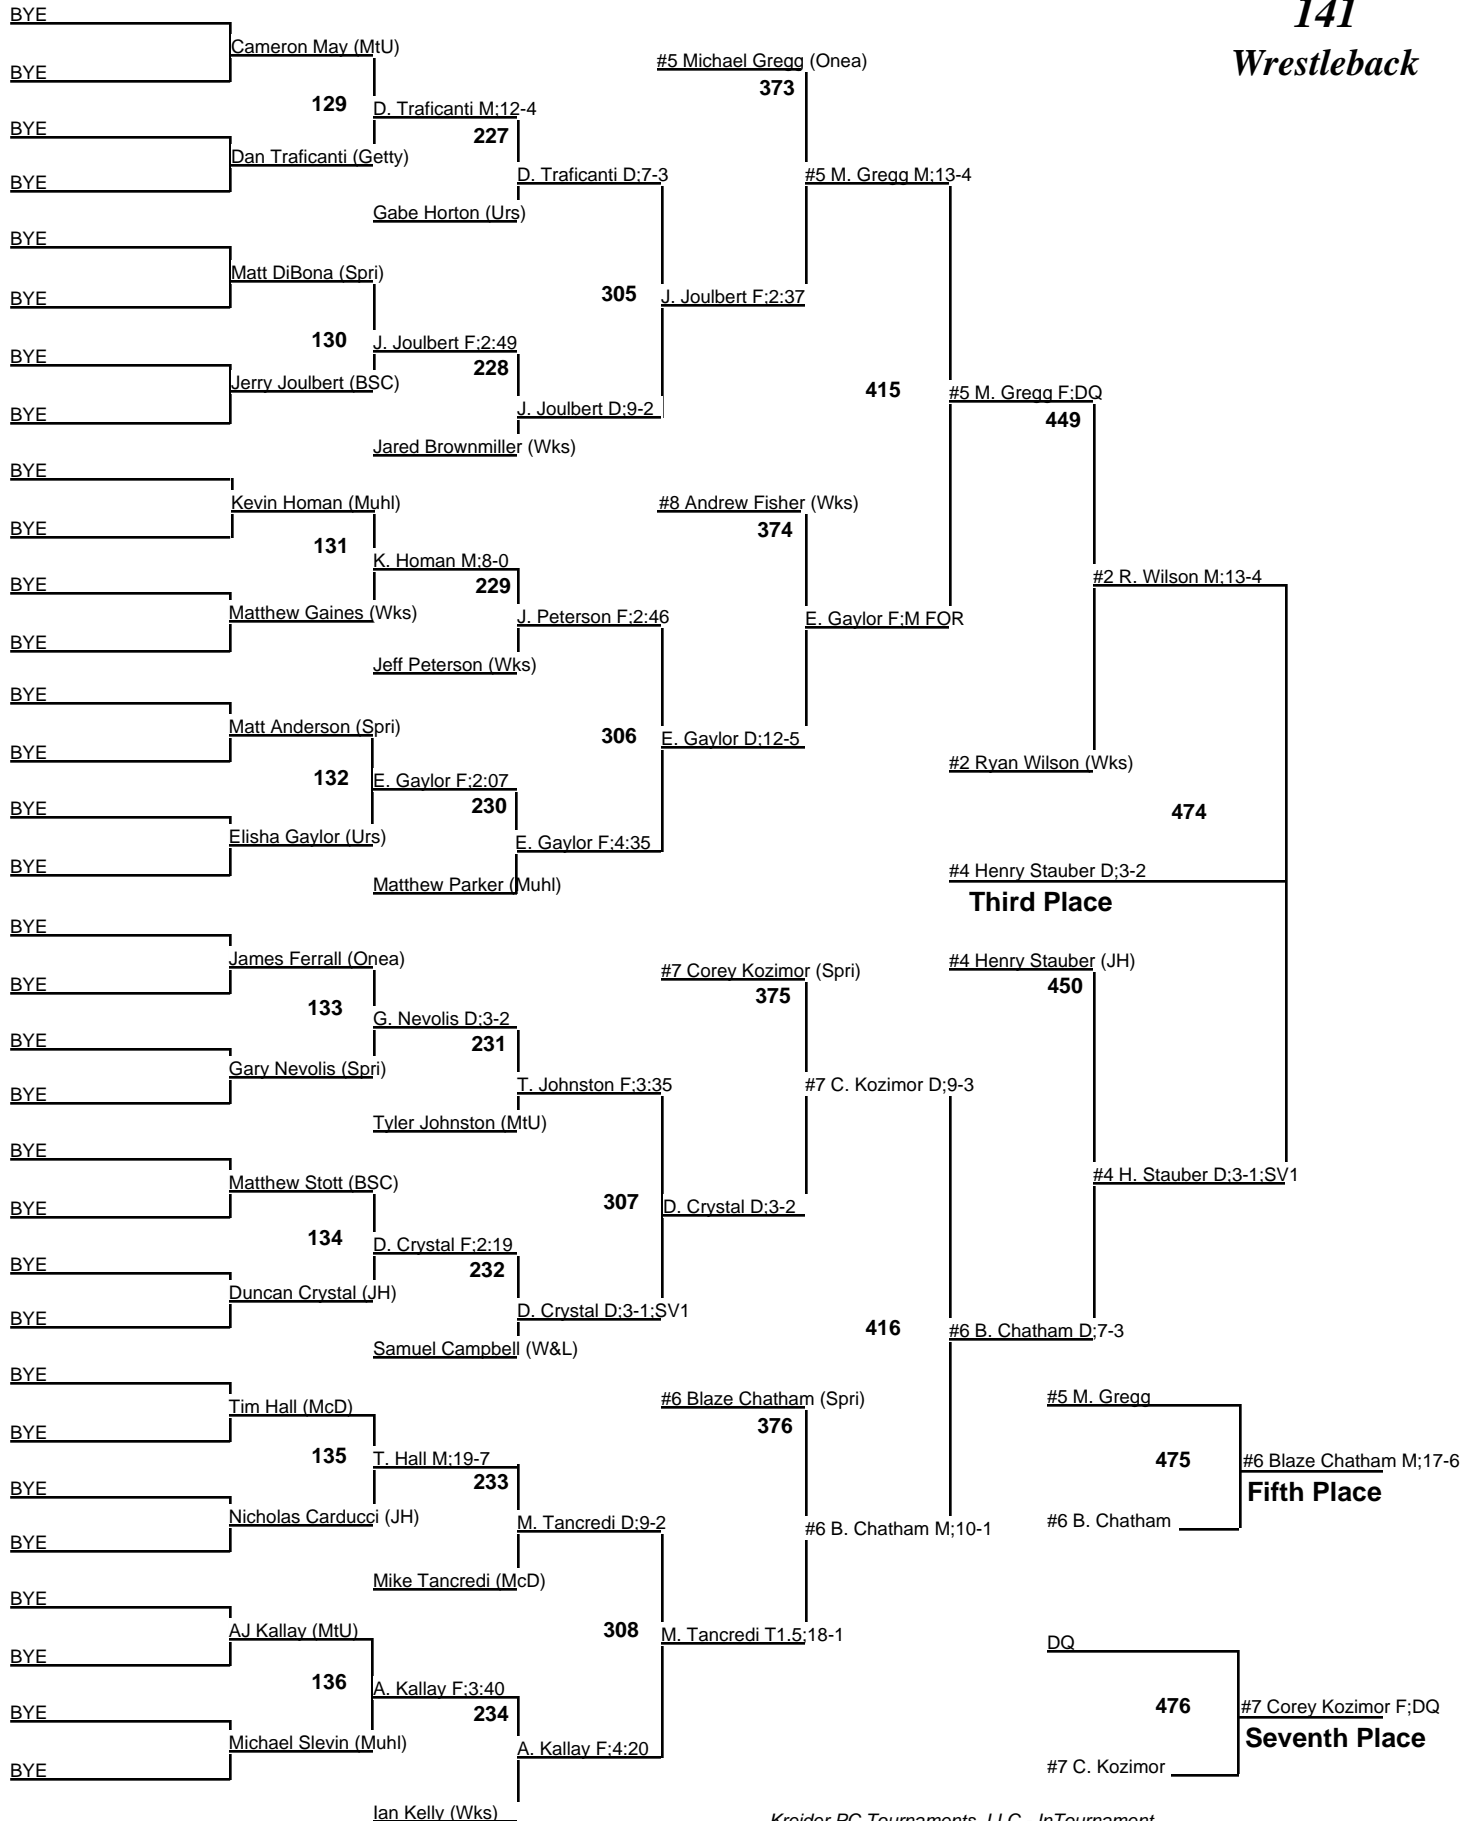 141
Wrestleback
BYE
Cameron May (MtU)
BYE
129
BYE
Dan Traficanti (Getty)
BYE
D. Traficanti M;12-4
227
Gabe Horton (Urs)
D. Traficanti D;7-3
BYE
Matt DiBona (Spri)
BYE
130
BYE
Jerry Joulbert (BSC)
BYE
J. Joulbert F;2:49
228
Jared Brownmiller (Wks)
J. Joulbert D;9-2
305
J. Joulbert F;2:37
#5 Michael Gregg (Onea)
373
#5 M. Gregg M;13-4
BYE
Kevin Homan (Muhl)
BYE
131
BYE
Matthew Gaines (Wks)
BYE
K. Homan M;8-0
229
Jeff Peterson (Wks)
J. Peterson F;2:46
BYE
Matt Anderson (Spri)
BYE
132
BYE
Elisha Gaylor (Urs)
BYE
E. Gaylor F;2:07
230
Matthew Parker (Muhl)
E. Gaylor F;4:35
306
E. Gaylor D;12-5
#8 Andrew Fisher (Wks)
374
E. Gaylor F;M FOR
415
#5 M. Gregg F;DQ
449
#2 Ryan Wilson (Wks)
#2 R. Wilson M;13-4
474
#4 Henry Stauber D;3-2
Third Place
BYE
James Ferrall (Onea)
BYE
133
BYE
Gary Nevolis (Spri)
BYE
G. Nevolis D;3-2
231
Tyler Johnston (MtU)
T. Johnston F;3:35
BYE
Matthew Stott (BSC)
BYE
134
BYE
Duncan Crystal (JH)
BYE
D. Crystal F;2:19
232
Samuel Campbell (W&L)
D. Crystal D;3-1;SV1
307
D. Crystal D;3-2
#7 Corey Kozimor (Spri)
375
#7 C. Kozimor D;9-3
#4 Henry Stauber (JH)
450
#4 H. Stauber D;3-1;SV1
416
#6 B. Chatham D;7-3
BYE
Tim Hall (McD)
BYE
135
BYE
Nicholas Carducci (JH)
BYE
T. Hall M;19-7
233
Mike Tancredi (McD)
M. Tancredi D;9-2
BYE
AJ Kallay (MtU)
BYE
136
BYE
Michael Slevin (Muhl)
BYE
A. Kallay F;3:40
234
Ian Kelly (Wks)
A. Kallay F;4:20
308
M. Tancredi T1.5;18-1
#6 Blaze Chatham (Spri)
376
#6 B. Chatham M;10-1
#5 M. Gregg
475
#6 B. Chatham
#6 Blaze Chatham M;17-6
Fifth Place
DQ
476
#7 C. Kozimor
#7 Corey Kozimor F;DQ
Seventh Place
Kreider PC Tournaments, LLC - InTournament